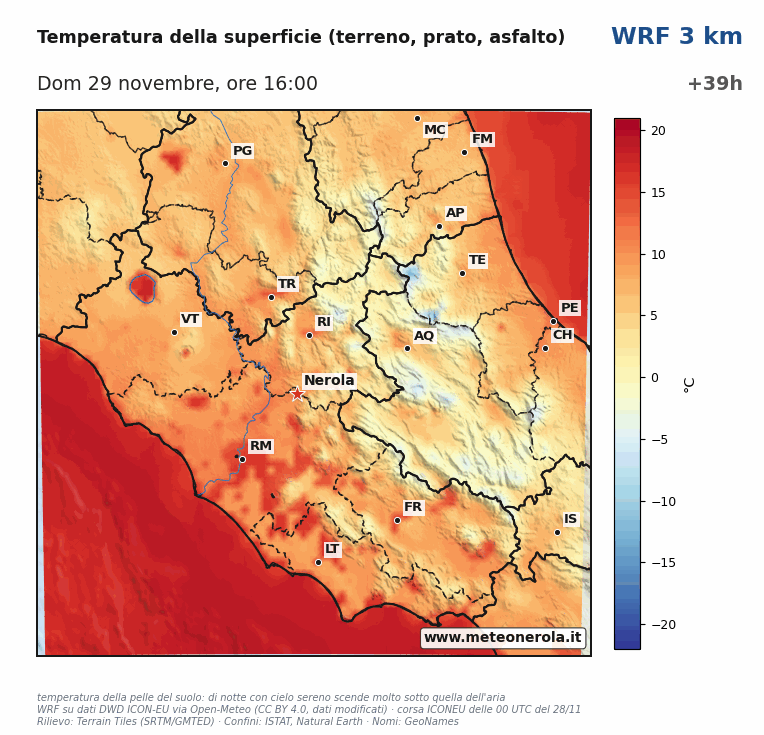 Temperatura della superficie (terreno, prato, asfalto)
WRF 3 km
Dom 29 novembre, ore 16:00
+39h
MC
FM
PG
AP
TE
TR
PE
VT
RI
AQ
CH
Nerola
RM
FR
IS
LT
www.meteonerola.it
20
15
10
5
0
−5
−10
−15
−20
°C
temperatura della pelle del suolo: di notte con cielo sereno scende molto sotto quella dell'aria
WRF su dati DWD ICON-EU via Open-Meteo (CC BY 4.0, dati modificati) · corsa ICONEU delle 00 UTC del 28/11
Rilievo: Terrain Tiles (SRTM/GMTED) · Confini: ISTAT, Natural Earth · Nomi: GeoNames